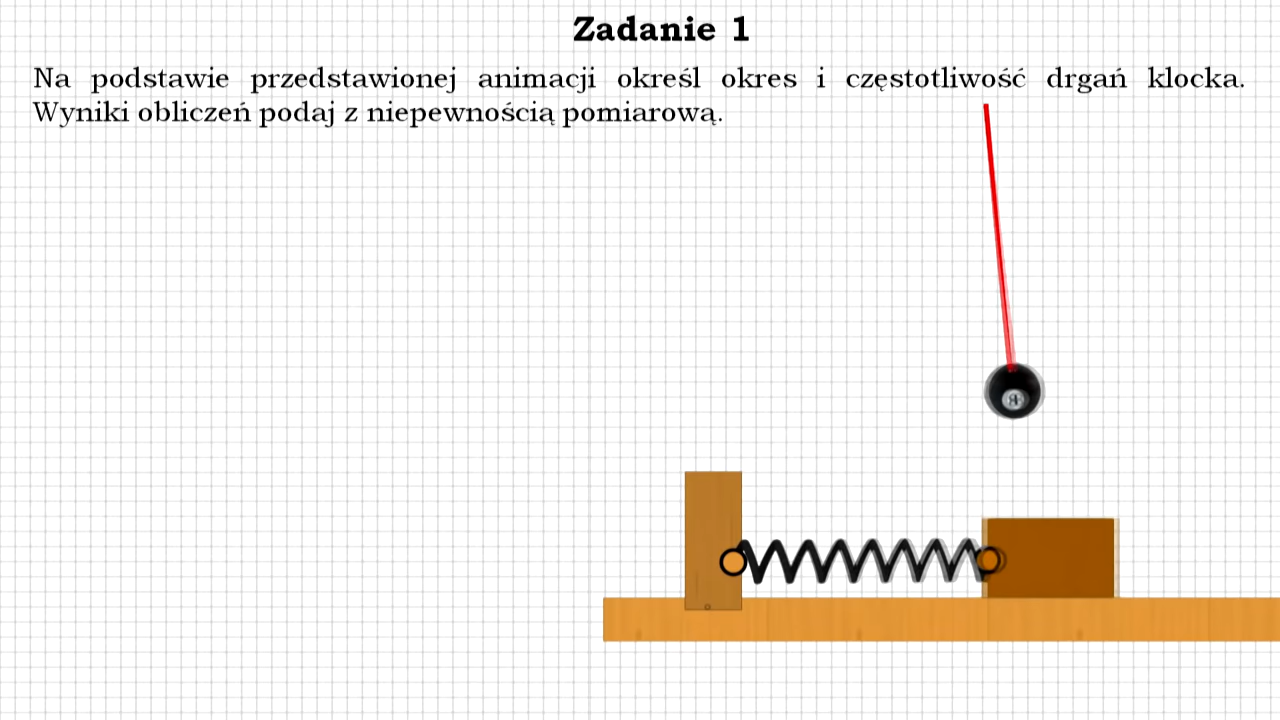 Zadanie 1
Na podstawie przedstawionej animacji określ okres i częstotliwość drgań klocka.
Wyniki obliczeń podaj z niepewnością pomiarową.